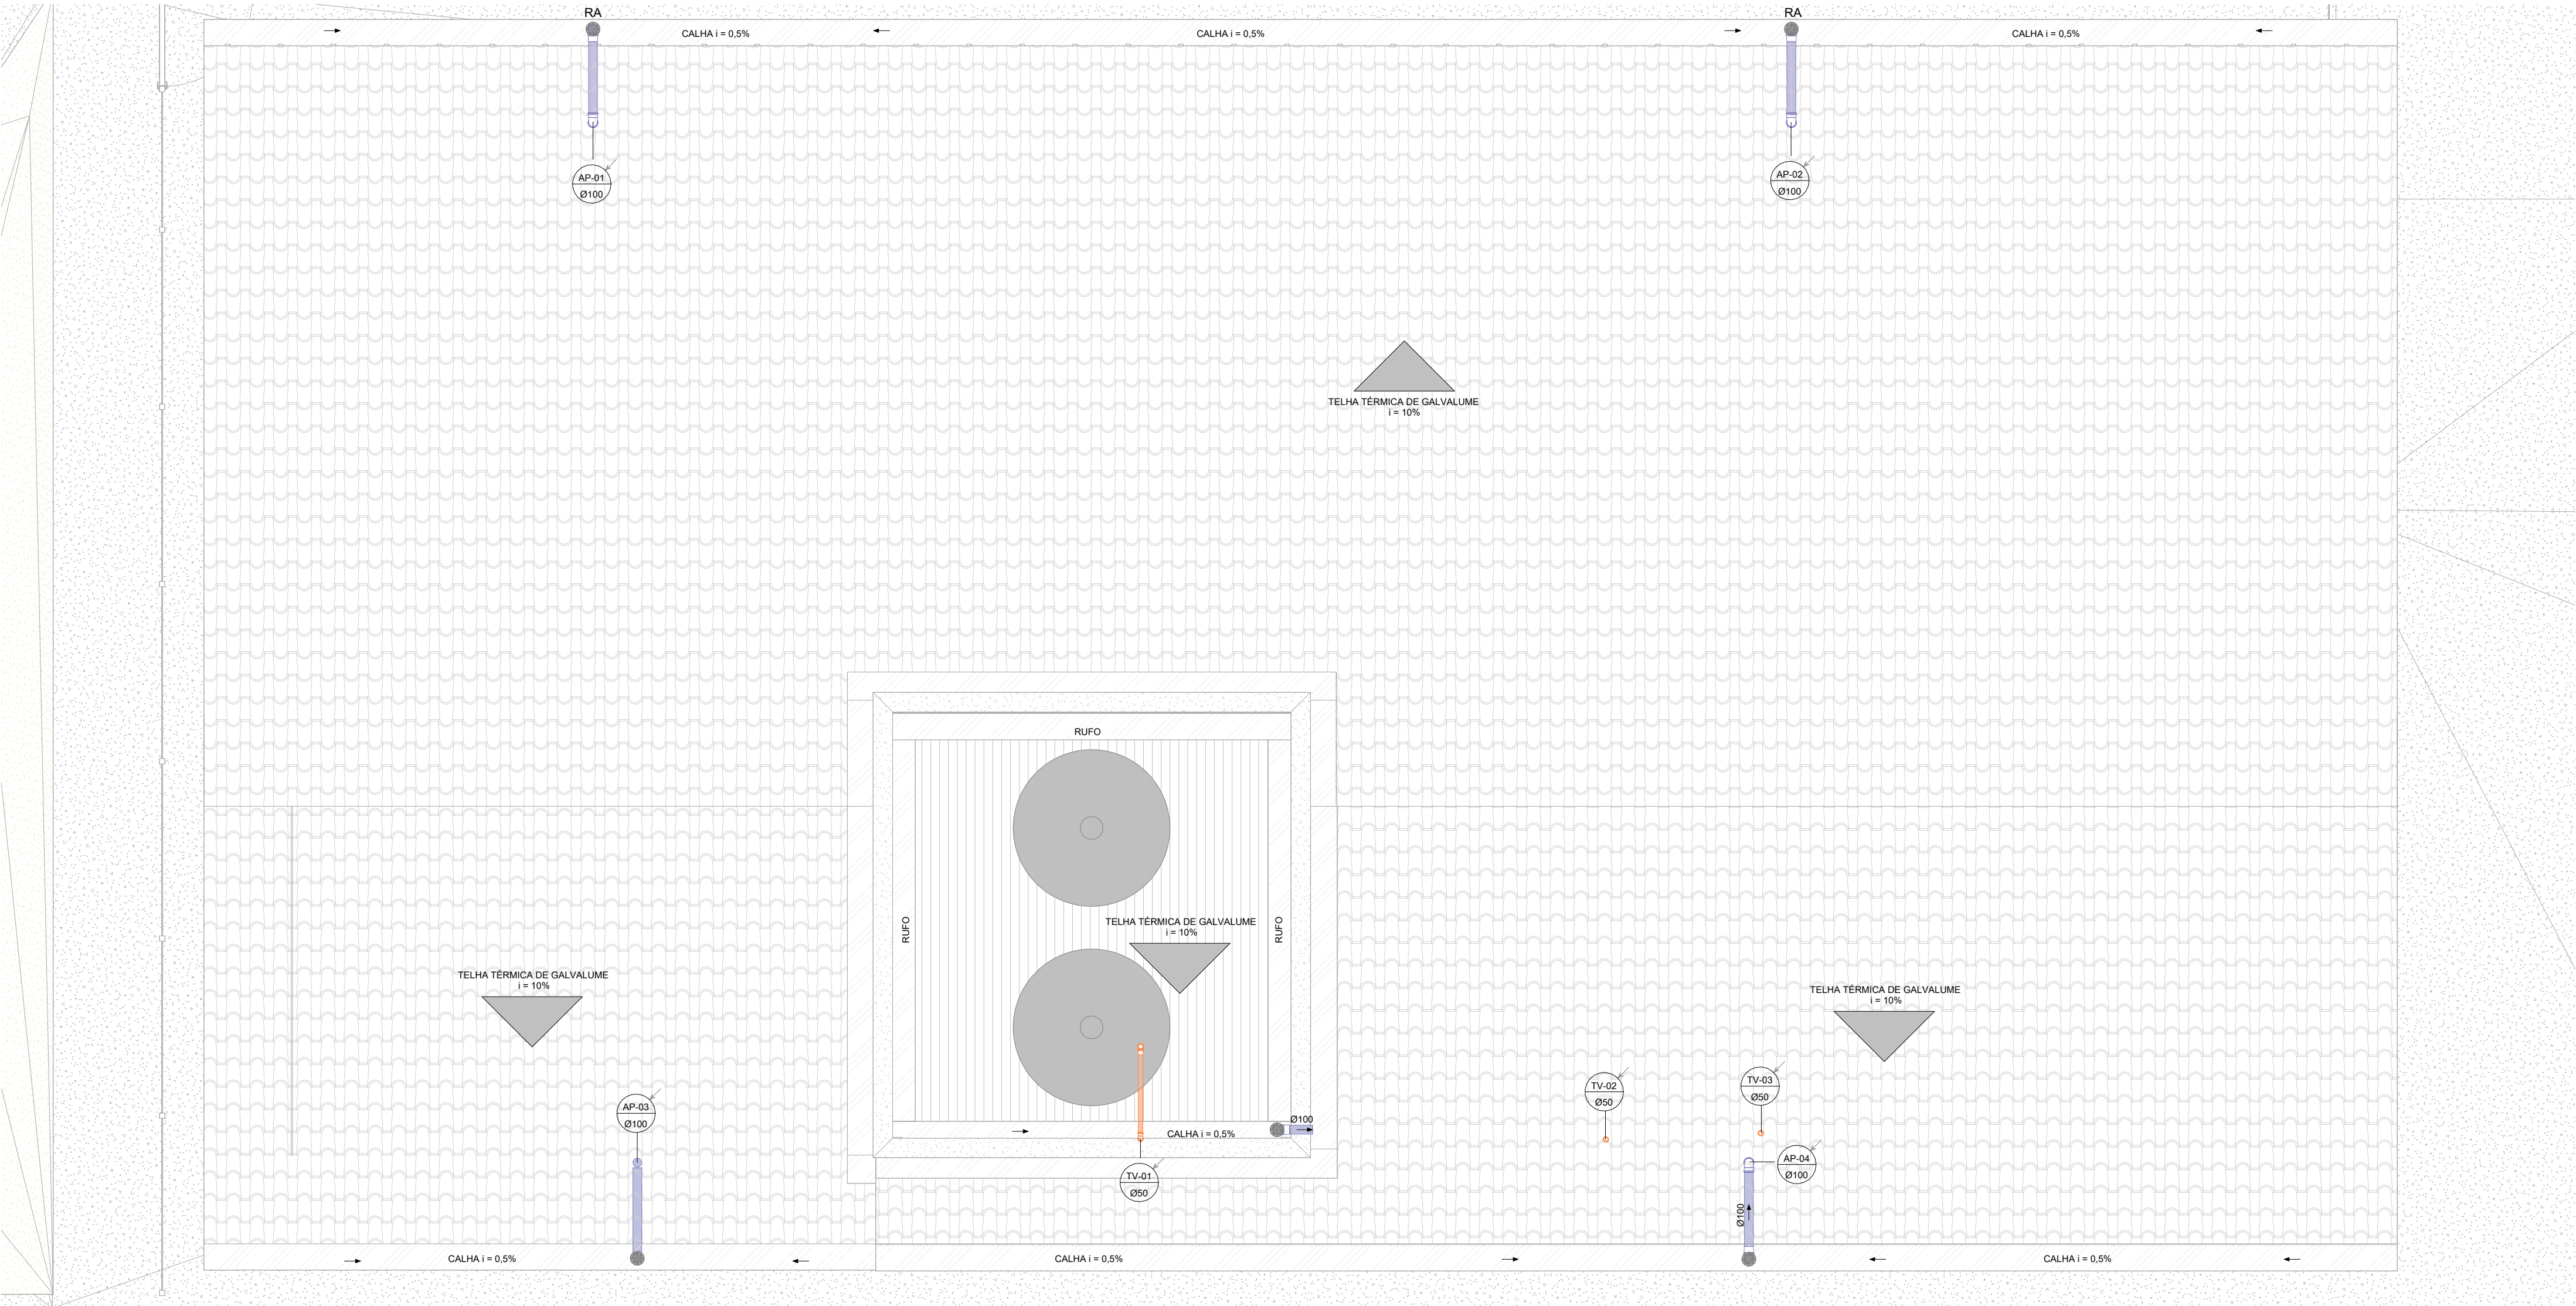 RA
RA
CALHA i = 0,5%
CALHA i = 0,5%
CALHA i = 0,5%
AP-01
Ø100
AP-02
Ø100
TELHA TÉRMICA DE GALVALUME
i = 10%
RUFO
RUFO
RUFO
TELHA TÉRMICA DE GALVALUME
i = 10%
TELHA TÉRMICA DE GALVALUME
i = 10%
TELHA TÉRMICA DE GALVALUME
i = 10%
AP-03
Ø100
TV-02
Ø50
TV-03
Ø50
Ø100
CALHA i = 0,5%
TV-01
Ø50
AP-04
Ø100
Ø100
CALHA i = 0,5%
CALHA i = 0,5%
CALHA i = 0,5%